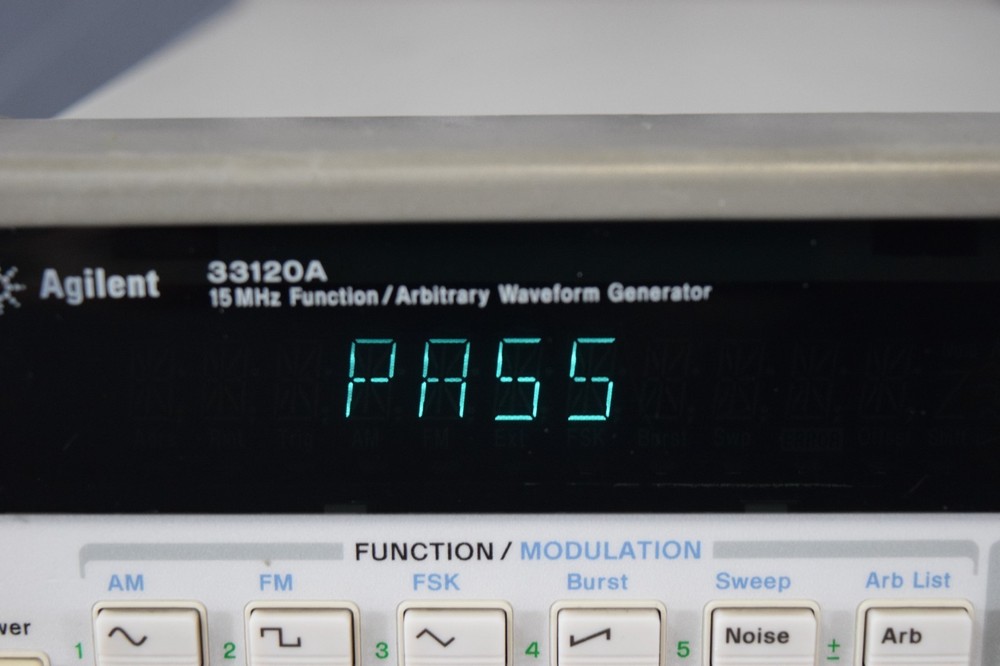 Agilent 33120A
15 MHz Function/Arbitrary Waveform Generator
PASS
FUNCTION / MODULATION
AM FM FSK Burst Sweep Arb List
1 2 3 4 5 ±
Noise Arb